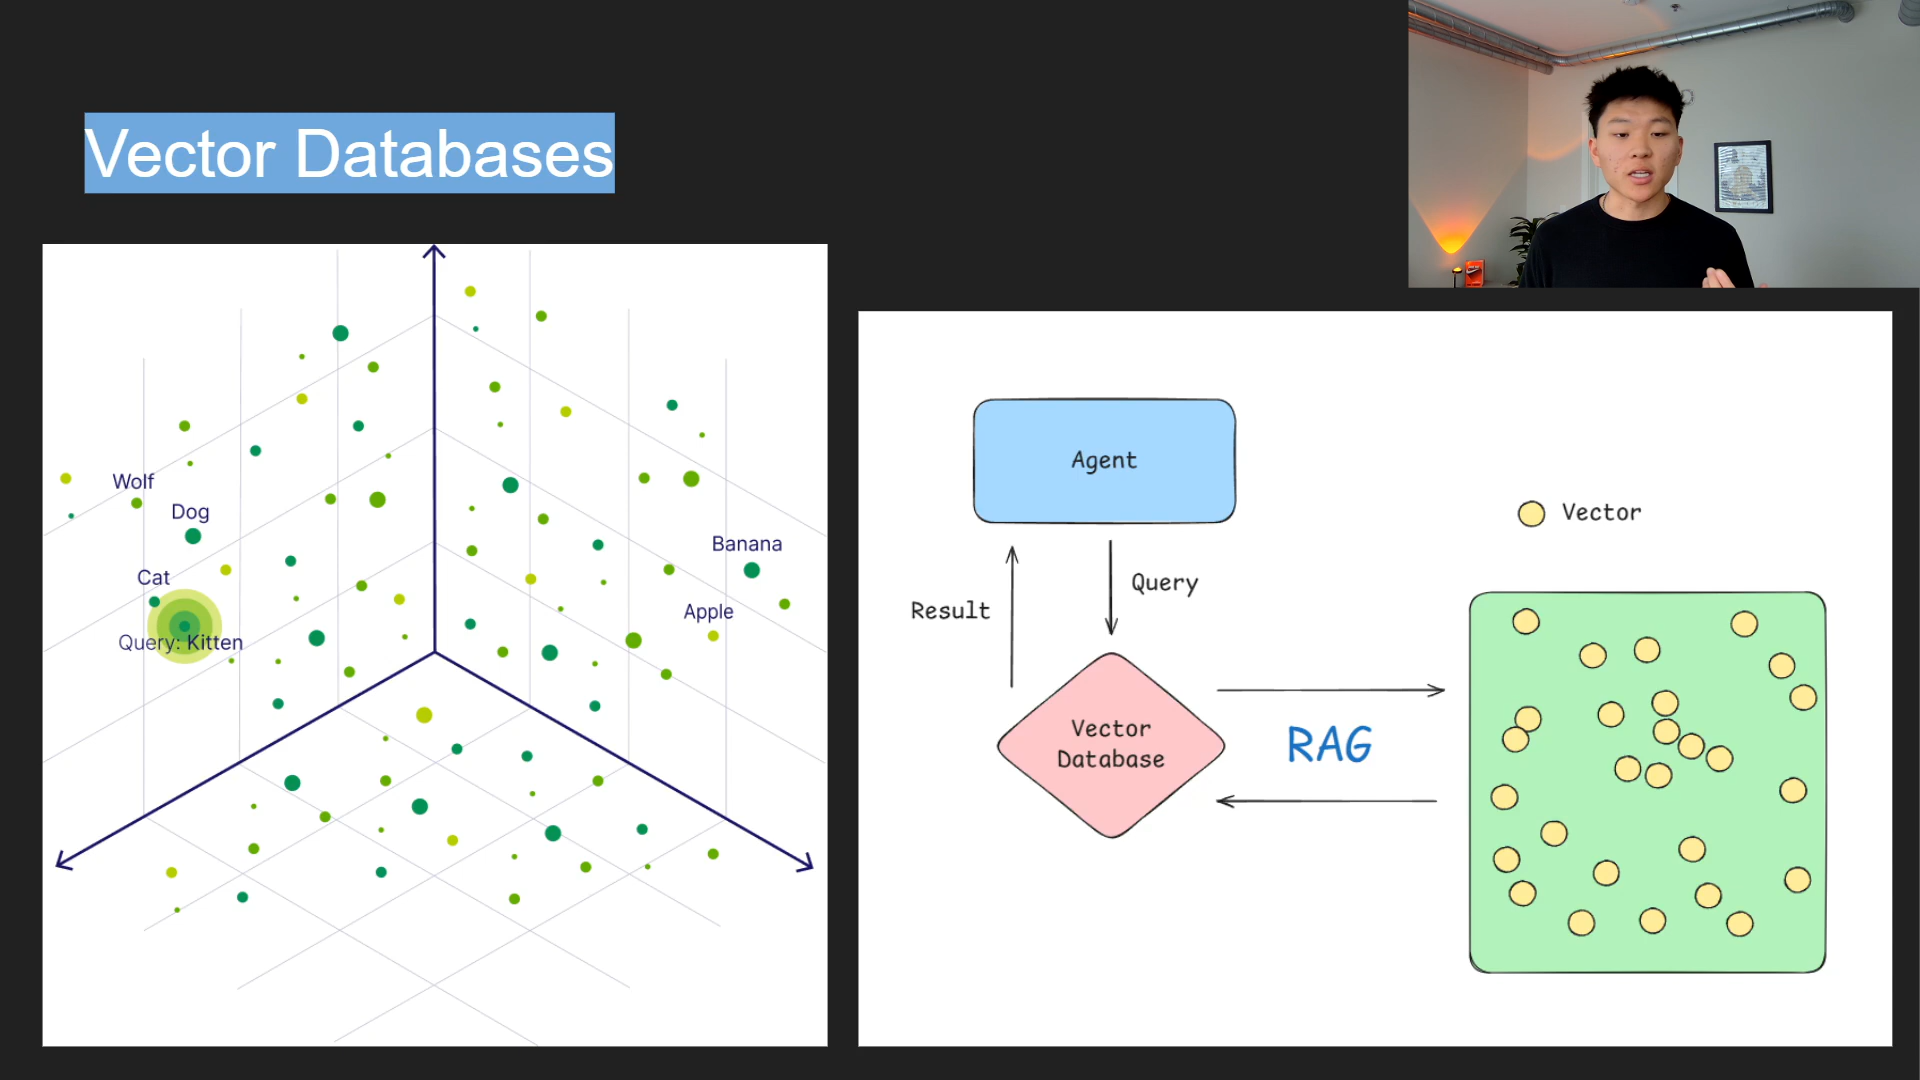 Vector Databases
Wolf
Dog
Cat
Query: Kitten
Banana
Apple
Agent
Query
Result
Vector
Database
RAG
Vector